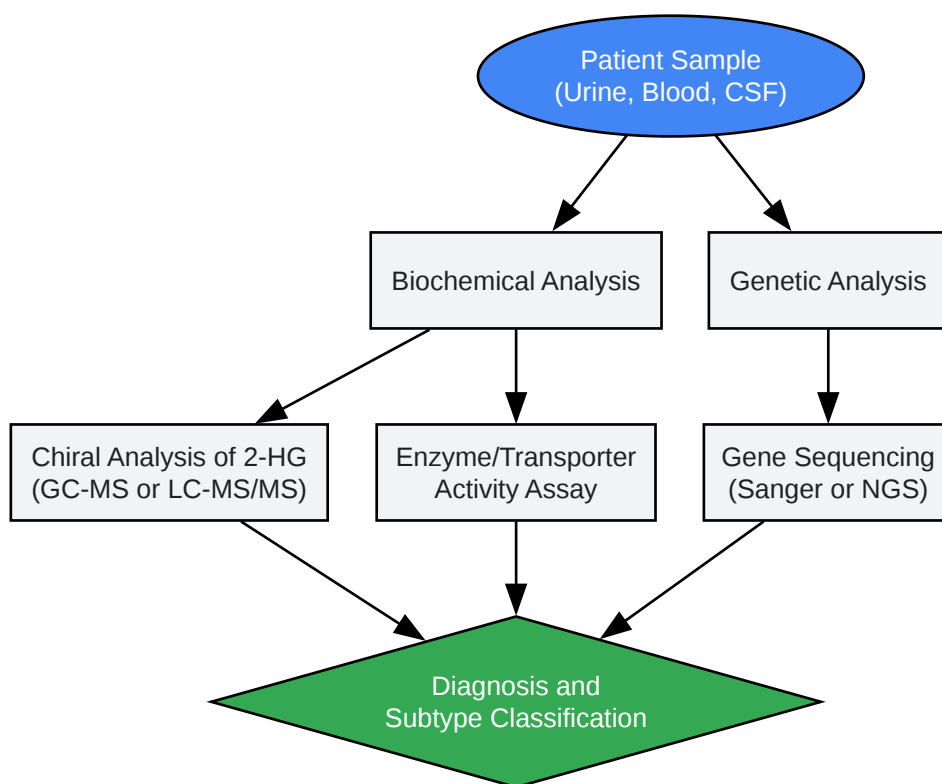 Patient Sample
(Urine, Blood, CSF)
Biochemical Analysis
Genetic Analysis
Chiral Analysis of 2-HG
(GC-MS or LC-MS/MS)
Enzyme/Transporter
Activity Assay
Gene Sequencing
(Sanger or NGS)
Diagnosis and
Subtype Classification